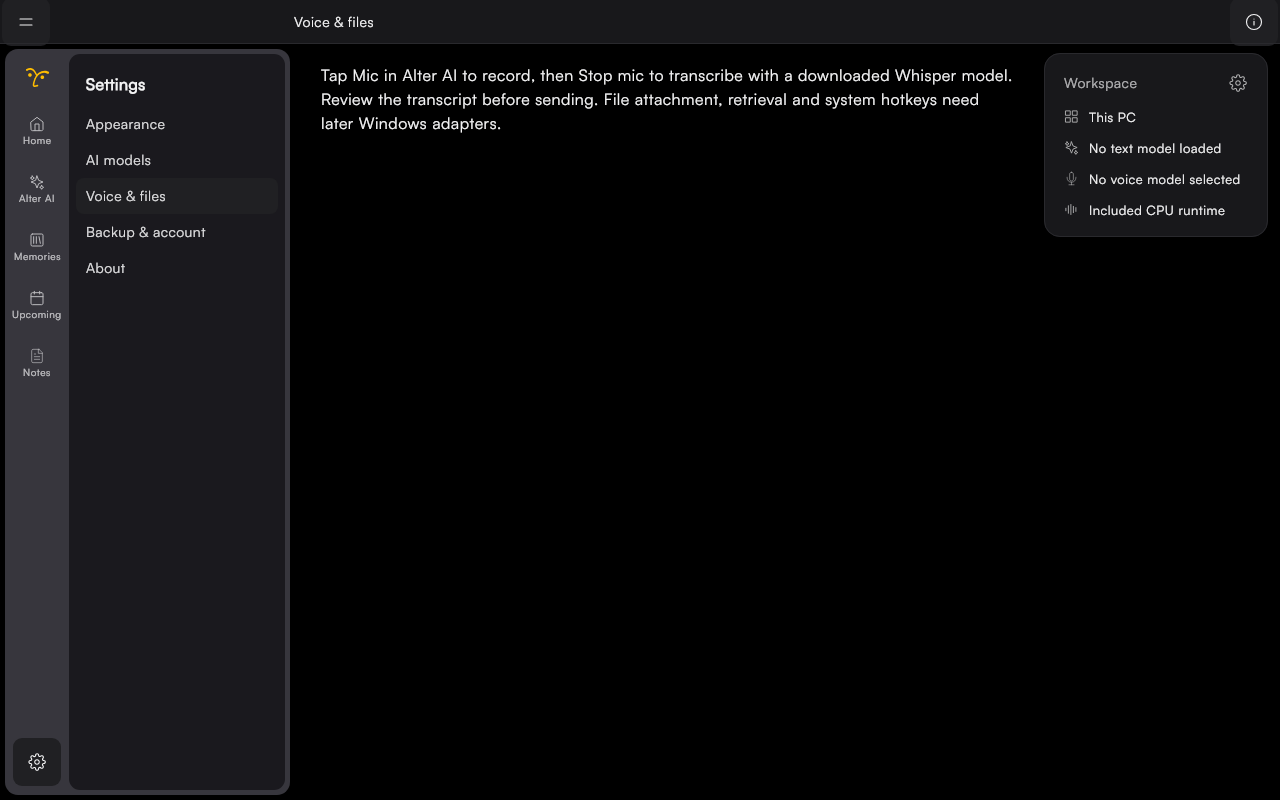 Voice & files
Home
Alter AI
Memories
Upcoming
Notes
Settings
Appearance
AI models
Voice & files
Backup & account
About
Tap Mic in Alter AI to record, then Stop mic to transcribe with a downloaded Whisper model.
Review the transcript before sending. File attachment, retrieval and system hotkeys need
later Windows adapters.
Workspace
This PC
No text model loaded
No voice model selected
Included CPU runtime